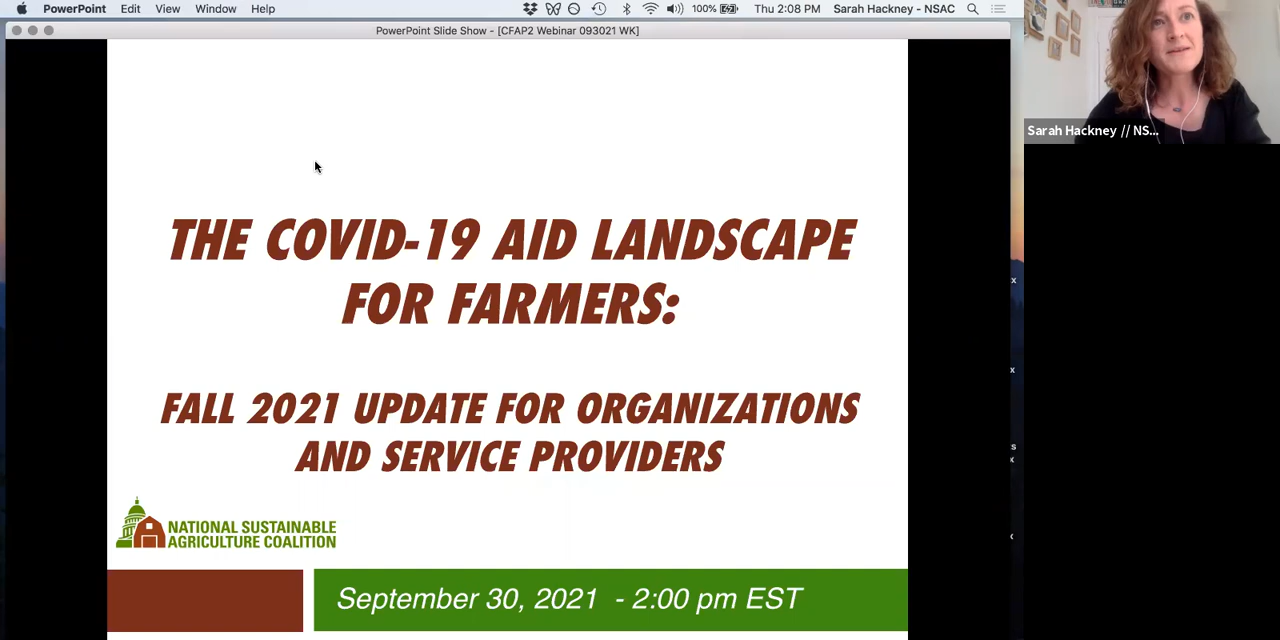 PowerPoint Edit View Window Help 100% Thu 2:08 PM Sarah Hackney - NSAC
PowerPoint Slide Show - [CFAP2 Webinar 093021 WK]
Sarah Hackney // NS...
THE COVID-19 AID LANDSCAPE
FOR FARMERS:
FALL 2021 UPDATE FOR ORGANIZATIONS
AND SERVICE PROVIDERS
NATIONAL SUSTAINABLE
AGRICULTURE COALITION
September 30, 2021 - 2:00 pm EST